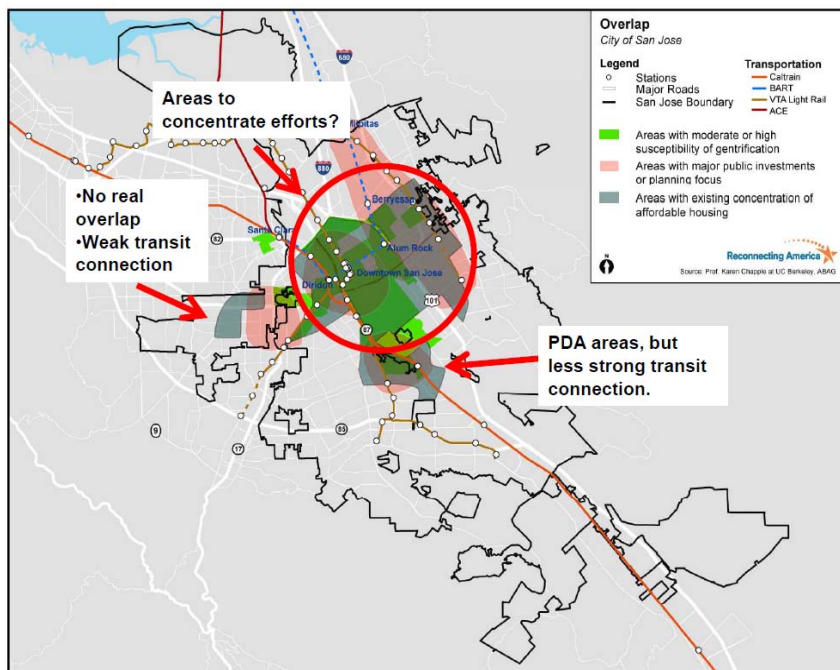 Overlap
City of San Jose
Legend
Stations
Major Roads
San Jose Boundary
Transportation
Caltrain
BART
VTA Light Rail
ACE
Areas with moderate or high
susceptibility of gentrification
Areas with major public investments
or planning focus
Areas with existing concentration of
affordable housing
N
Reconnecting America
Source: Prof. Karen Chapple at UC Berkeley, ABAG
680
Areas to
concentrate efforts?
880
•No real
overlap
•Weak transit
connection
82
Berryessa
Alum Rock
Downtown San Jose
Diridon
101
87
PDA areas, but
less strong transit
connection.
9
17
85